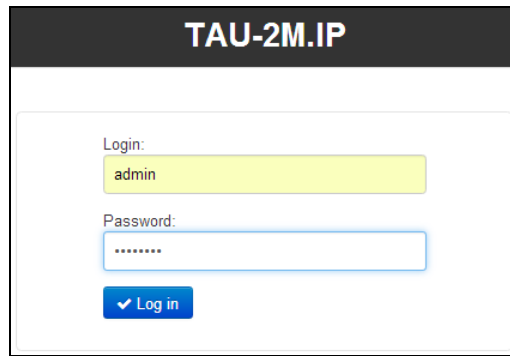 TAU-2M.IP
Login:
admin
Password:
••••••••
Log in